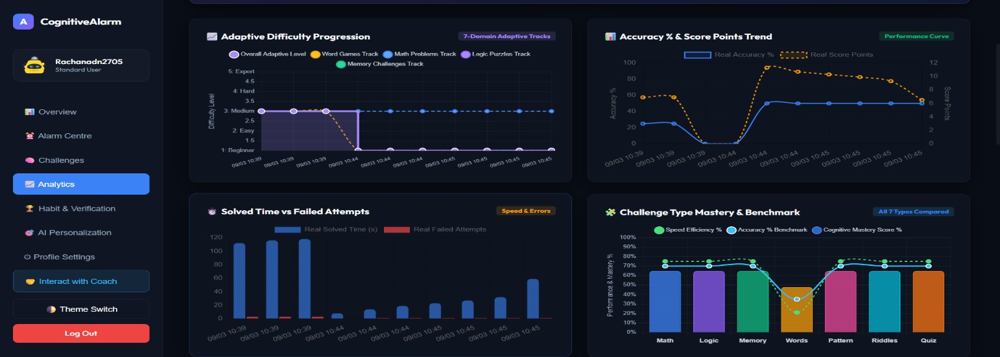 A CognitiveAlarm
Rachanadn2705
Standard User
Overview
Alarm Centre
Challenges
Analytics
Habit & Verification
AI Personalization
Profile Settings
Interact with Coach
Theme Switch
Log Out
Adaptive Difficulty Progression
7-Domain Adaptive Tracks
Overall Adaptive Level Word Games Track Math Problems Track Logic Puzzles Track
Memory Challenges Track
Difficulty Level
5: Expert
4.5
4: Hard
3.5
3: Medium
2.5
2: Easy
1.5
1: Beginner
09/03 10:39 09/03 10:39 09/03 10:39 09/03 10:44 09/03 10:44 09/03 10:44 09/03 10:45 09/03 10:45 09/03 10:45 09/03 10:45
Accuracy % & Score Points Trend
Performance Curve
Real Accuracy % Real Score Points
Accuracy %
100
80
60
40
20
0
12
10
8
6
4
2
0
Score Points
09/03 10:39 09/03 10:39 09/03 10:39 09/03 10:44 09/03 10:44 09/03 10:44 09/03 10:45 09/03 10:45 09/03 10:45 09/03 10:45
Solved Time vs Failed Attempts
Speed & Errors
Real Solved Time (s) Real Failed Attempts
120
100
80
60
40
20
0
09/03 10:39 09/03 10:39 09/03 10:39 09/03 10:44 09/03 10:44 09/03 10:44 09/03 10:45 09/03 10:45 09/03 10:45 09/03 10:45
Challenge Type Mastery & Benchmark
All 7 Types Compared
Speed Efficiency % Accuracy % Benchmark Cognitive Mastery Score %
Performance & Mastery %
100%
90%
80%
70%
60%
50%
40%
30%
20%
10%
0%
Math Logic Memory Words Pattern Riddles Quiz